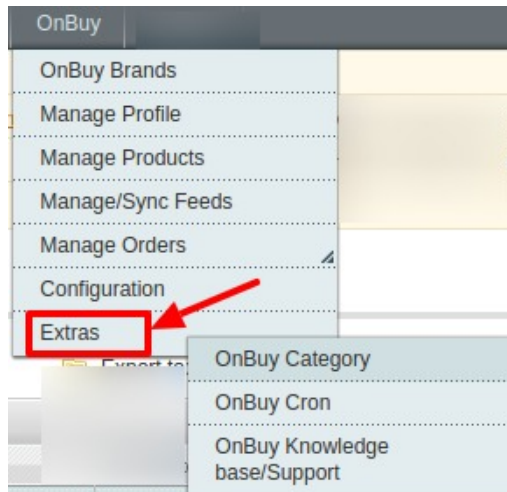 OnBuy
OnBuy Brands
Manage Profile
Manage Products
Manage/Sync Feeds
Manage Orders
Configuration
Extras
OnBuy Category
OnBuy Cron
OnBuy Knowledge
base/Support